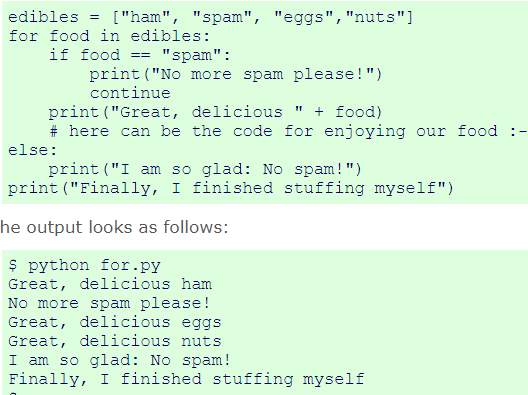 edibles = ["ham", "spam", "eggs","nuts"]
for food in edibles:
    if food == "spam":
        print("No more spam please!")
        continue
    print("Great, delicious " + food)
    # here can be the code for enjoying our food :-
else:
    print("I am so glad: No spam!")
print("Finally, I finished stuffing myself")
he output looks as follows:
$ python for.py
Great, delicious ham
No more spam please!
Great, delicious eggs
Great, delicious nuts
I am so glad: No spam!
Finally, I finished stuffing myself